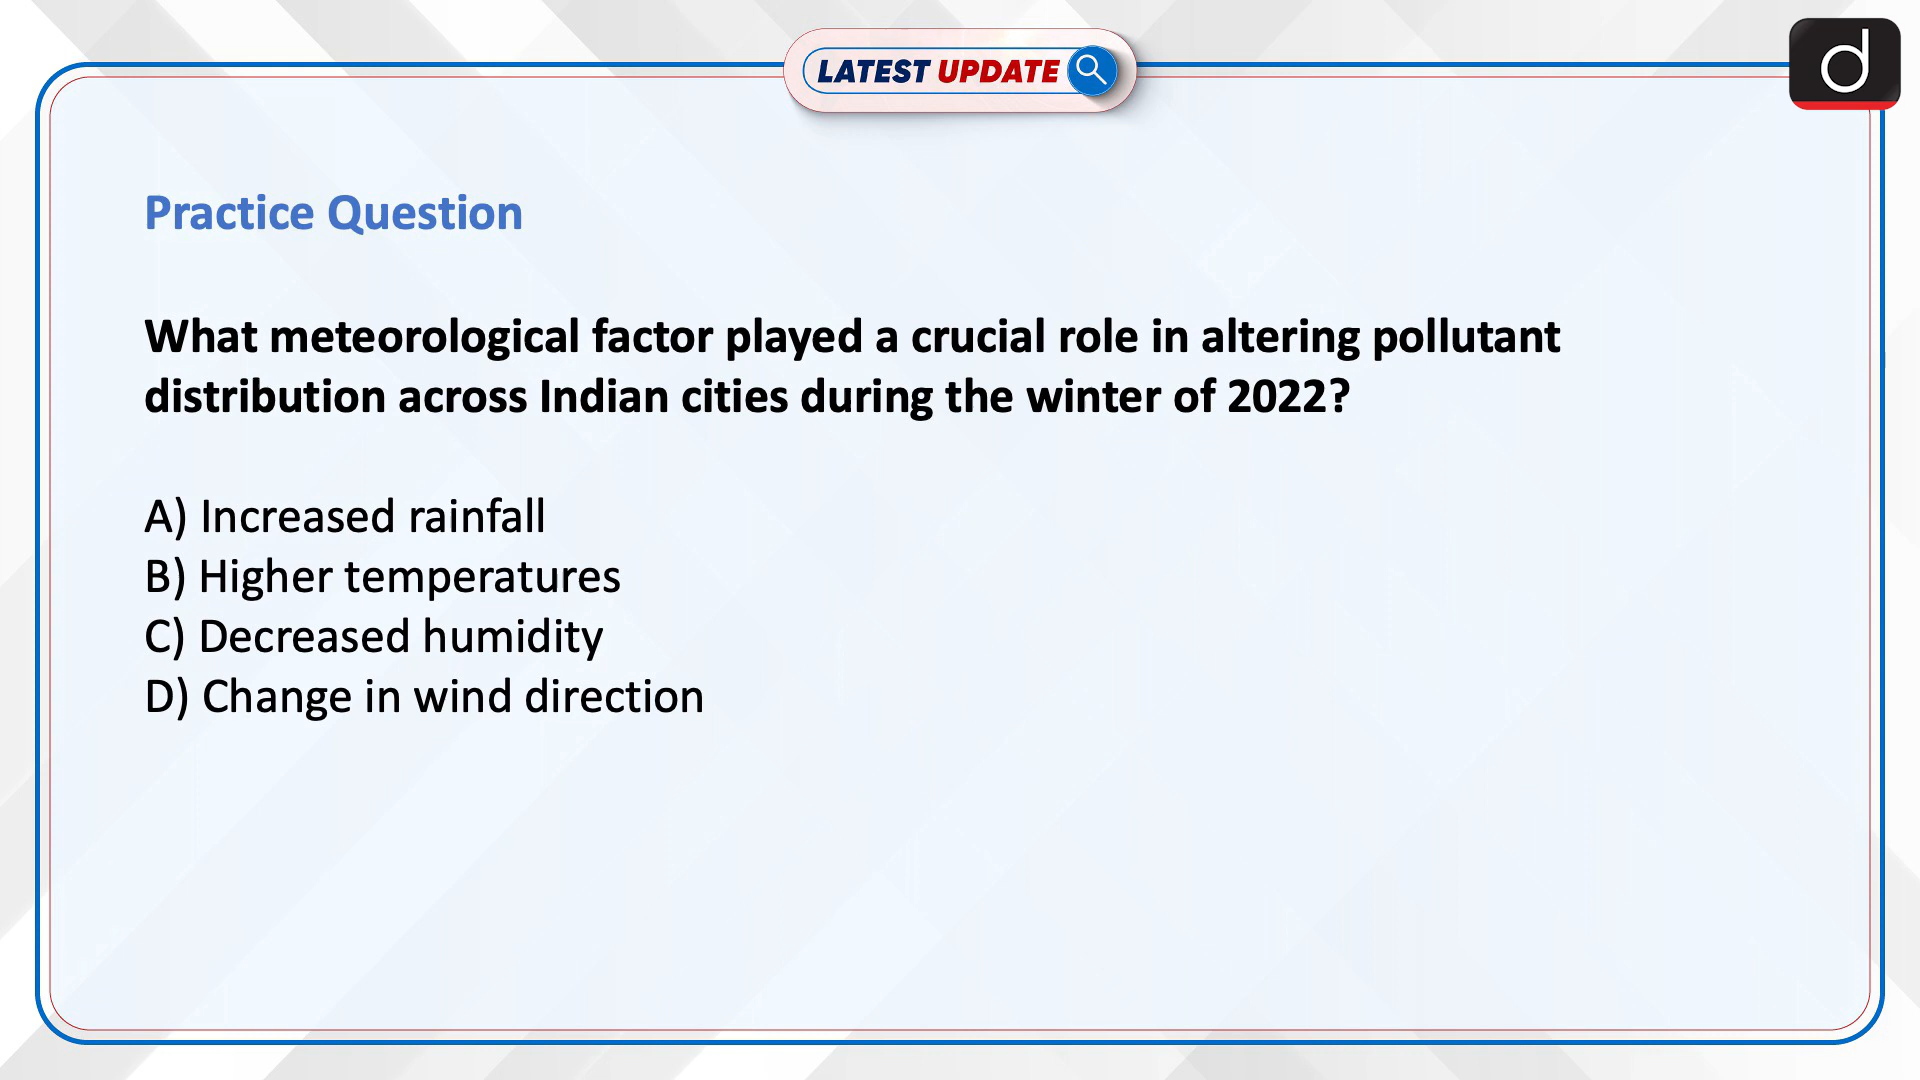 LATEST UPDATE
d
Practice Question
What meteorological factor played a crucial role in altering pollutant
distribution across Indian cities during the winter of 2022?
A) Increased rainfall
B) Higher temperatures
C) Decreased humidity
D) Change in wind direction